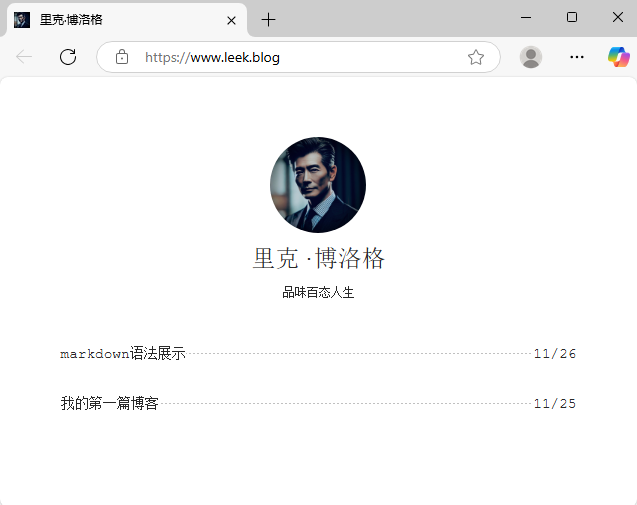 里克·博洛格
https://www.leek.blog
里克 ·博洛格
品味百态人生
markdown语法展示 11/26
我的第一篇博客 11/25